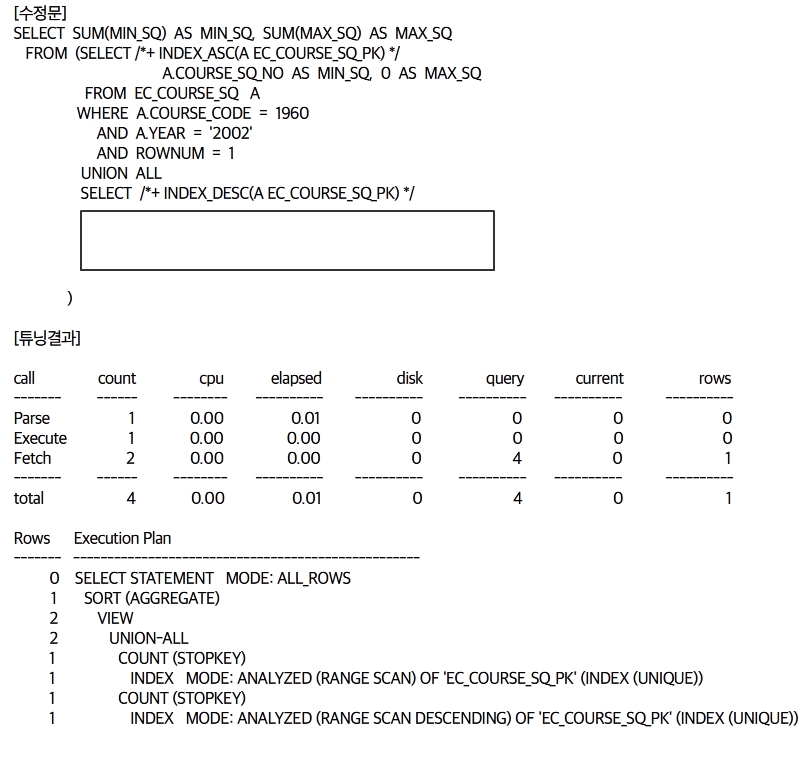 [수정문]
SELECT SUM(MIN_SQ) AS MIN_SQ, SUM(MAX_SQ) AS MAX_SQ
FROM (SELECT /*+ INDEX_ASC(A EC_COURSE_SQ_PK) */
A.COURSE_SQ_NO AS MIN_SQ, 0 AS MAX_SQ
FROM EC_COURSE_SQ A
WHERE A.COURSE_CODE = 1960
AND A.YEAR = '2002'
AND ROWNUM = 1
UNION ALL
SELECT /*+ INDEX_DESC(A EC_COURSE_SQ_PK) */
)
[튜닝결과]
call count cpu elapsed disk query current rows
------- ------ -------- ---------- ---------- ---------- ---------- ----------
Parse 1 0.00 0.01 0 0 0 0
Execute 1 0.00 0.00 0 0 0 0
Fetch 2 0.00 0.00 0 4 0 1
------- ------ -------- ---------- ---------- ---------- ---------- ----------
total 4 0.00 0.01 0 4 0 1
Rows Execution Plan
------- ---------------------------------------------------
0 SELECT STATEMENT MODE: ALL_ROWS
1 SORT (AGGREGATE)
2 VIEW
2 UNION-ALL
1 COUNT (STOPKEY)
1 INDEX MODE: ANALYZED (RANGE SCAN) OF 'EC_COURSE_SQ_PK' (INDEX (UNIQUE))
1 COUNT (STOPKEY)
1 INDEX MODE: ANALYZED (RANGE SCAN DESCENDING) OF 'EC_COURSE_SQ_PK' (INDEX (UNIQUE))